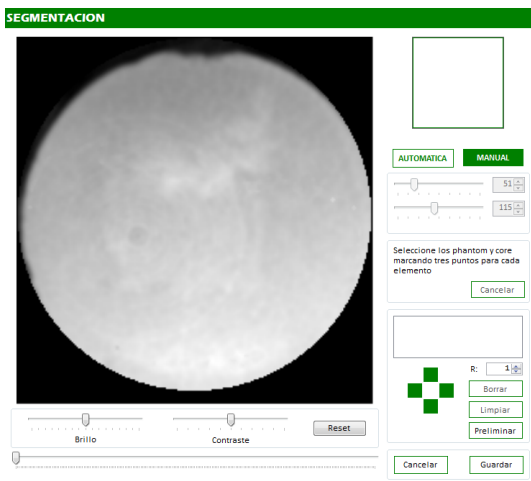 SEGMENTACION
AUTOMATICA
MANUAL
51
115
Seleccione los phantom y core
marcando tres puntos para cada
elemento
Cancelar
R: 1
Borrar
Limpiar
Preliminar
Brillo
Contraste
Reset
Cancelar
Guardar